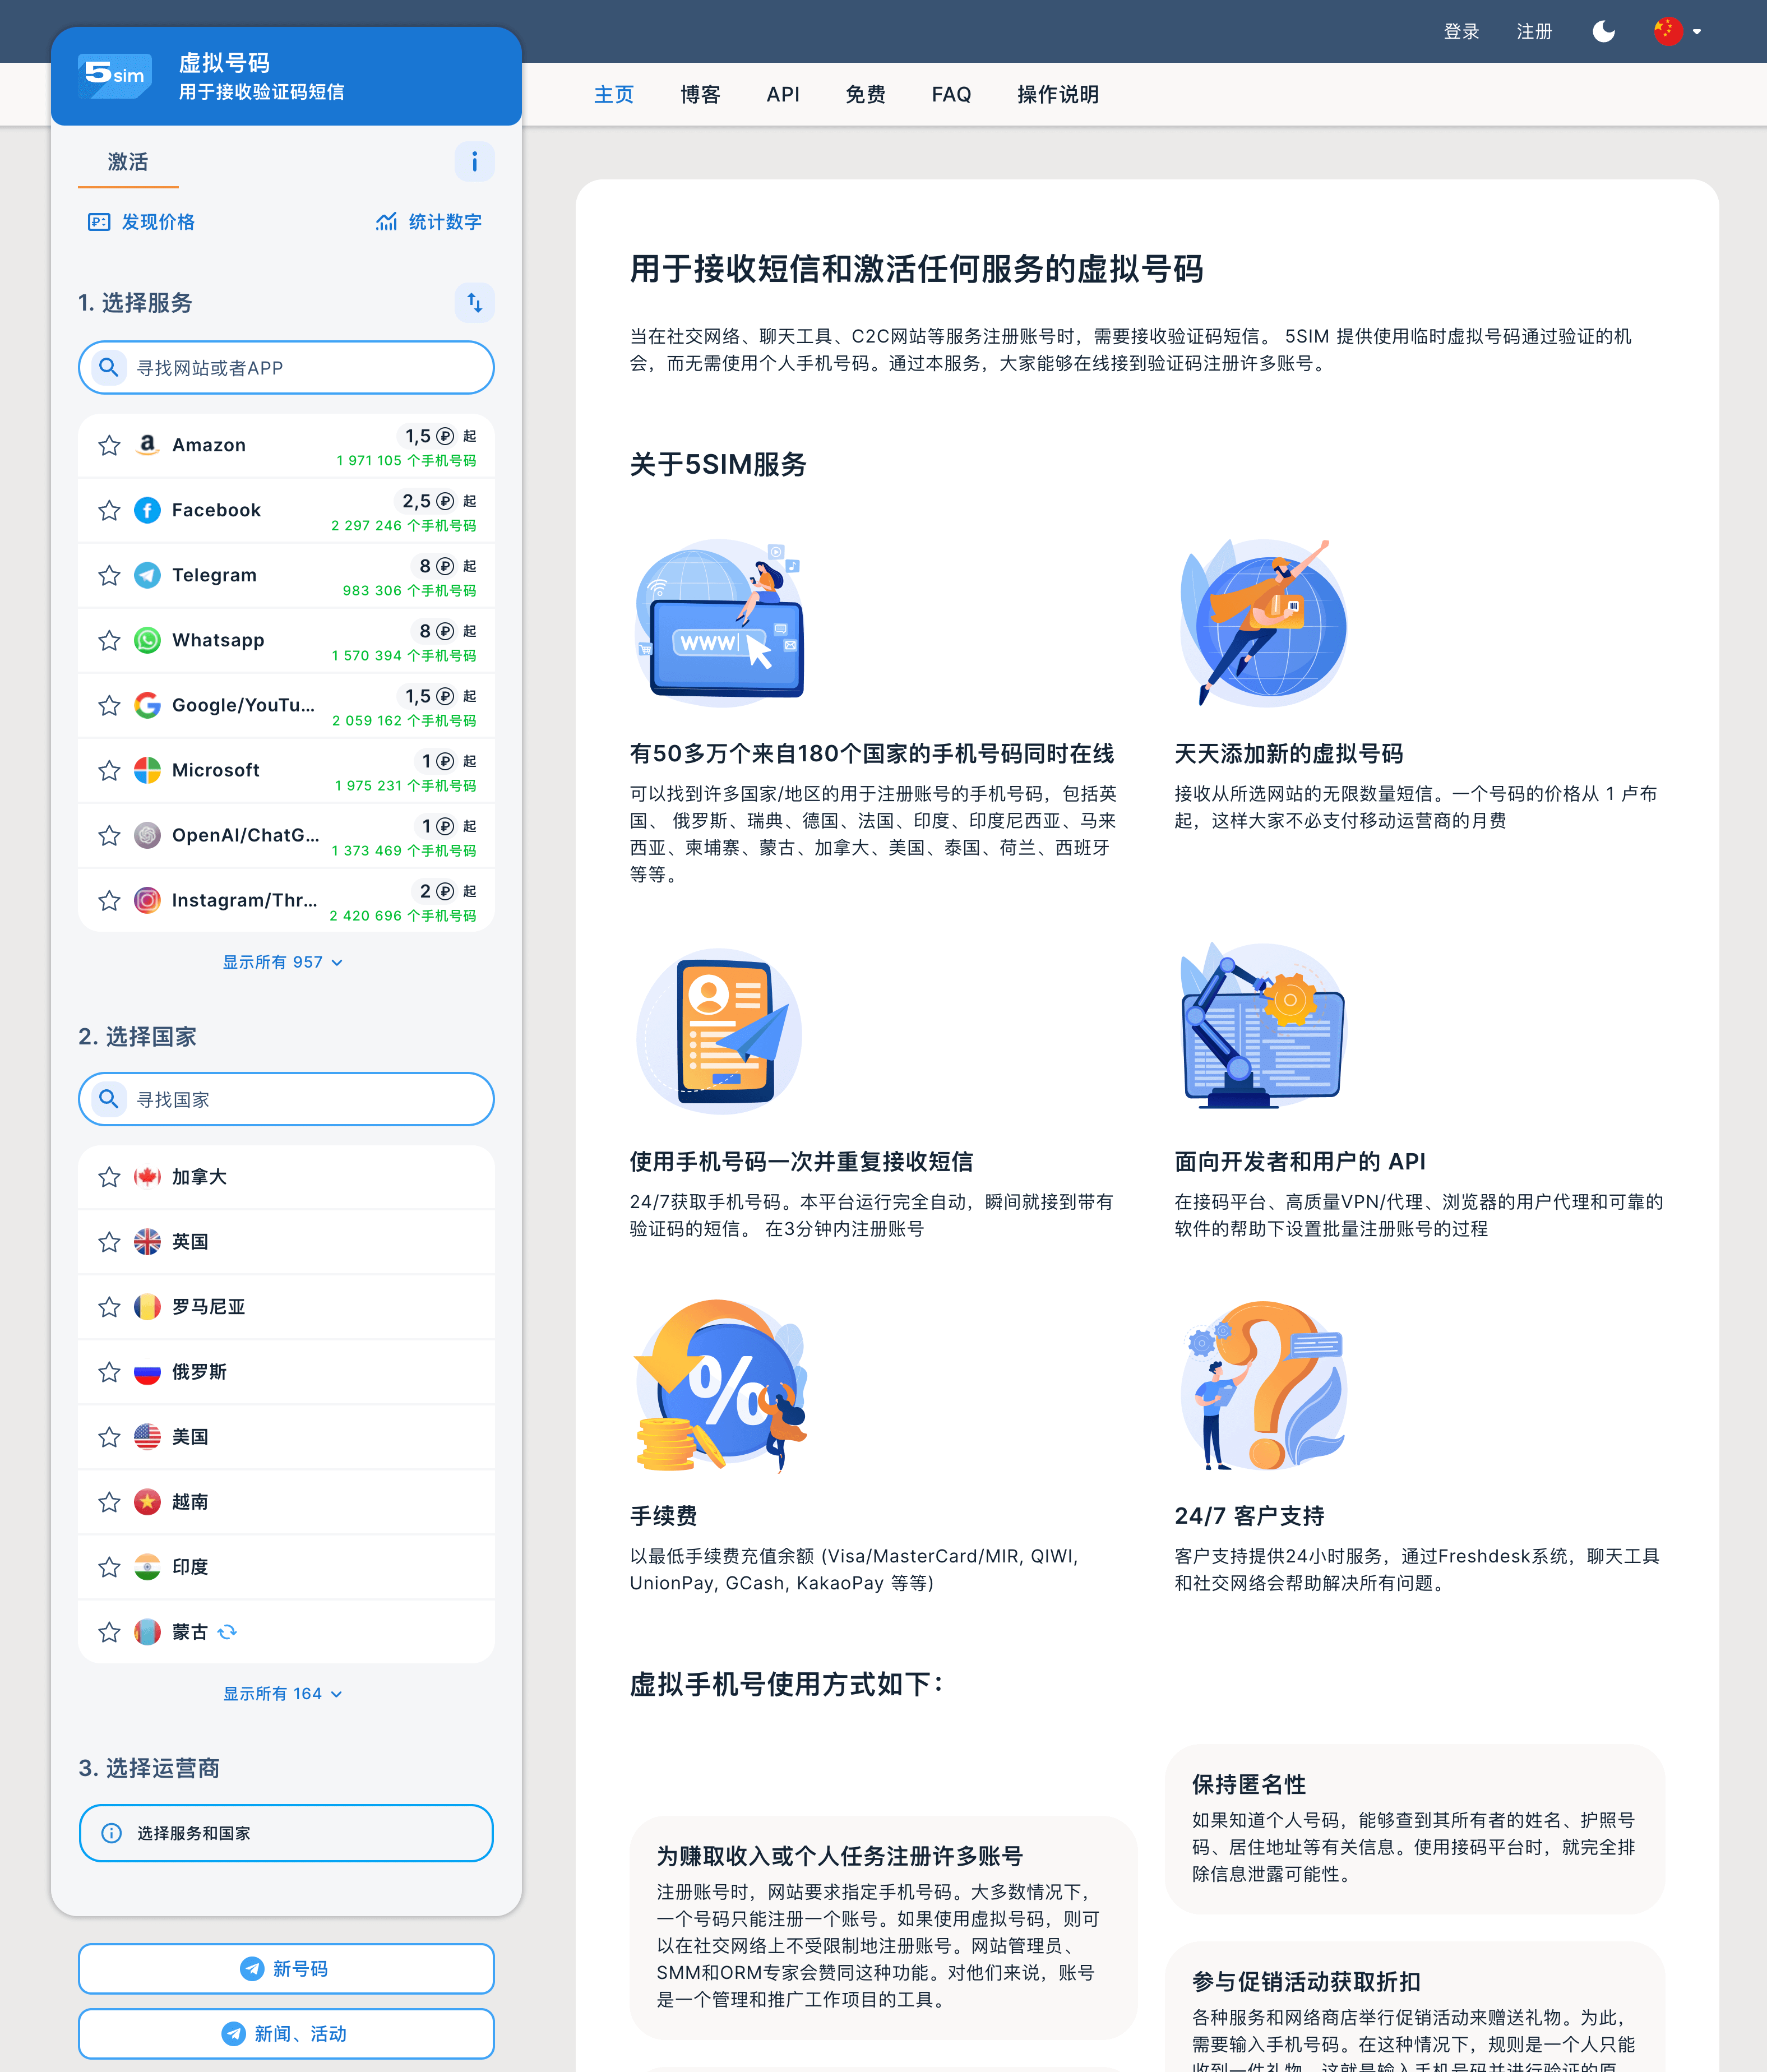 登录
注册
5sim
虚拟号码
用于接收验证码短信
主页
博客
API
免费
FAQ
操作说明
激活
发现价格
统计数字
1. 选择服务
寻找网站或者APP
Amazon
1,5 ₽ 起
1 971 105 个手机号码
Facebook
2,5 ₽ 起
2 297 246 个手机号码
Telegram
8 ₽ 起
983 306 个手机号码
Whatsapp
8 ₽ 起
1 570 394 个手机号码
Google/YouTu...
1,5 ₽ 起
2 059 162 个手机号码
Microsoft
1 ₽ 起
1 975 231 个手机号码
OpenAI/ChatG...
1 ₽ 起
1 373 469 个手机号码
Instagram/Thr...
2 ₽ 起
2 420 696 个手机号码
显示所有 957
2. 选择国家
寻找国家
加拿大
英国
罗马尼亚
俄罗斯
美国
越南
印度
蒙古
显示所有 164
3. 选择运营商
选择服务和国家
新号码
新闻、活动
用于接收短信和激活任何服务的虚拟号码
当在社交网络、聊天工具、C2C网站等服务注册账号时，需要接收验证码短信。 5SIM 提供使用临时虚拟号码通过验证的机
会，而无需使用个人手机号码。通过本服务，大家能够在线接到验证码注册许多账号。
关于5SIM服务
WWW
有50多万个来自180个国家的手机号码同时在线
可以找到许多国家/地区的用于注册账号的手机号码，包括英
国、 俄罗斯、瑞典、德国、法国、印度、印度尼西亚、马来
西亚、柬埔寨、蒙古、加拿大、美国、泰国、荷兰、西班牙
等等。
天天添加新的虚拟号码
接收从所选网站的无限数量短信。一个号码的价格从 1 卢布
起，这样大家不必支付移动运营商的月费
使用手机号码一次并重复接收短信
24/7获取手机号码。本平台运行完全自动，瞬间就接到带有
验证码的短信。 在3分钟内注册账号
面向开发者和用户的 API
在接码平台、高质量VPN/代理、浏览器的用户代理和可靠的
软件的帮助下设置批量注册账号的过程
%
手续费
以最低手续费充值余额 (Visa/MasterCard/MIR, QIWI,
UnionPay, GCash, KakaoPay 等等)
?
24/7 客户支持
客户支持提供24小时服务，通过Freshdesk系统，聊天工具
和社交网络会帮助解决所有问题。
虚拟手机号使用方式如下：
为赚取收入或个人任务注册许多账号
注册账号时，网站要求指定手机号码。大多数情况下，
一个号码只能注册一个账号。如果使用虚拟号码，则可
以在社交网络上不受限制地注册账号。网站管理员、
SMM和ORM专家会赞同这种功能。对他们来说，账号
是一个管理和推广工作项目的工具。
保持匿名性
如果知道个人号码，能够查到其所有者的姓名、护照号
码、居住地址等有关信息。使用接码平台时，就完全排
除信息泄露可能性。
参与促销活动获取折扣
各种服务和网络商店举行促销活动来赠送礼物。为此，
需要输入手机号码。在这种情况下，规则是一个人只能
收到一件礼物。这就是输入手机号码并进行验证的原